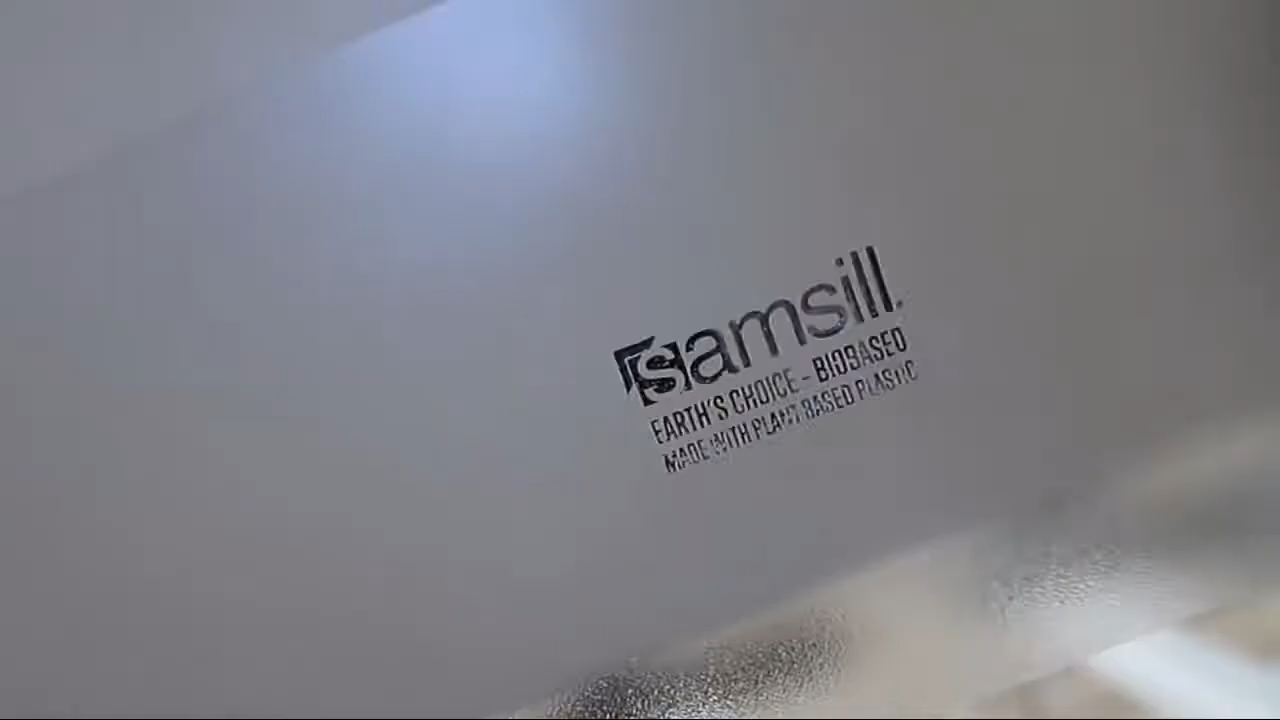 samsill.
EARTH'S CHOICE - BIOBASED
MADE WITH PLANT BASED PLASTIC